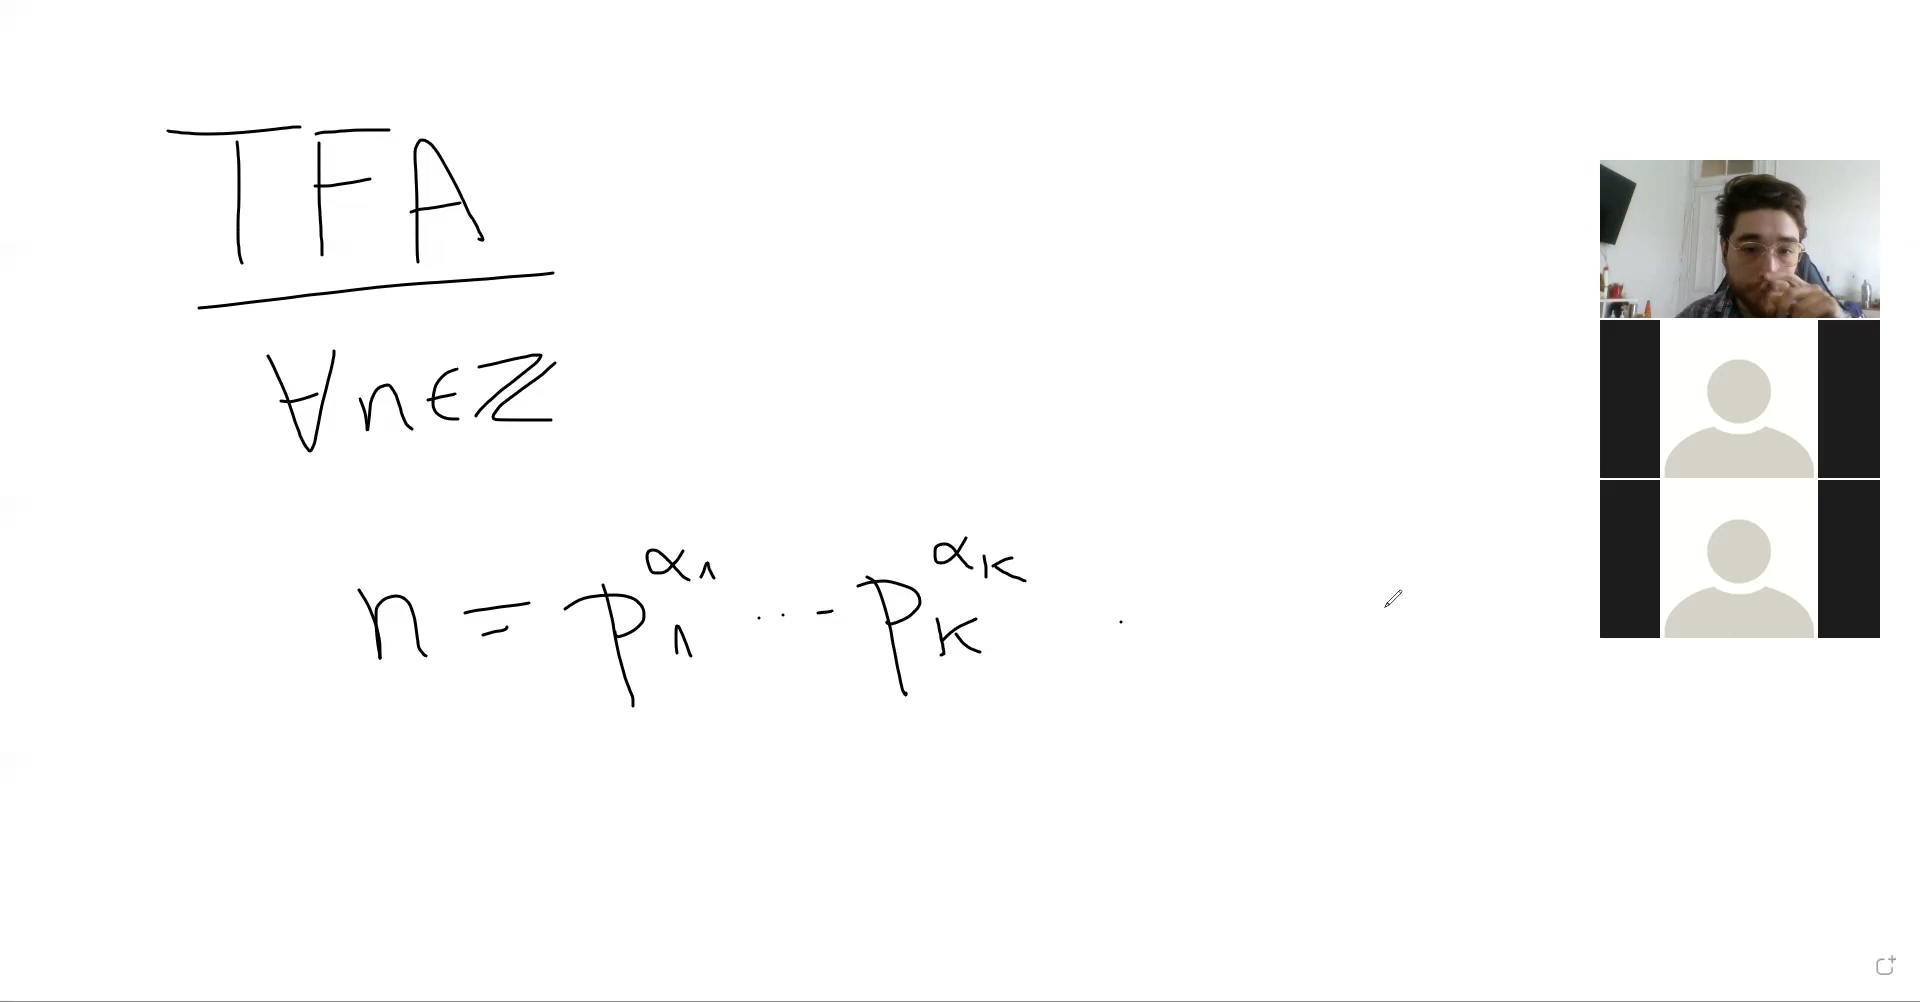 TFA
∀n∈ℤ
n = p₁^α₁ ... p_k^α_k .